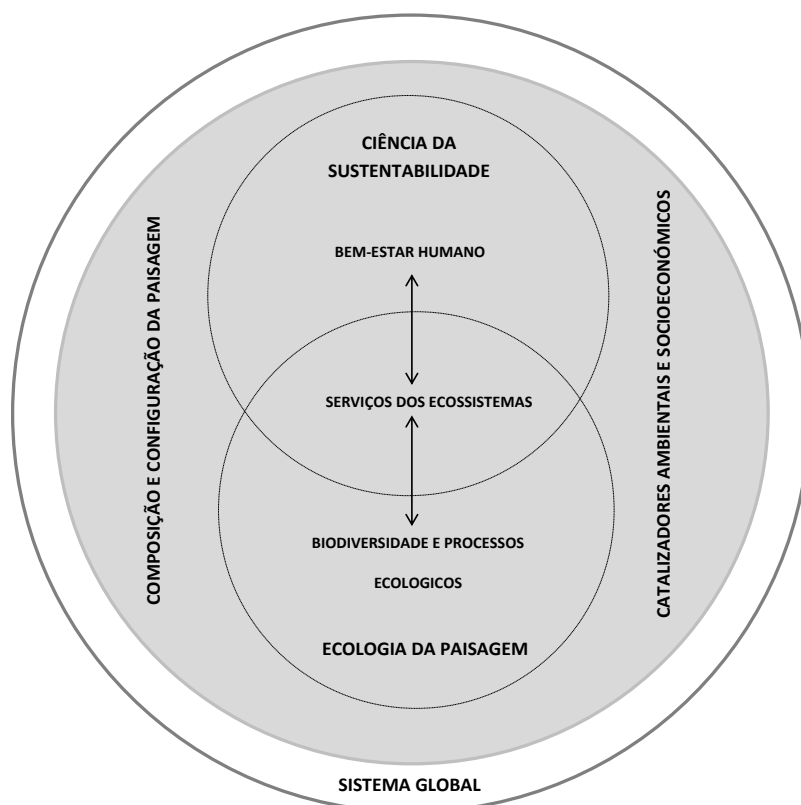 CIÊNCIA DA
SUSTENTABILIDADE
BEM-ESTAR HUMANO
COMPOSIÇÃO E CONFIGURAÇÃO DA PAISAGEM
CATALIZADORES AMBIENTAIS E SOCIOECONÓMICOS
SERVIÇOS DOS ECOSSISTEMAS
BIODIVERSIDADE E PROCESSOS
ECOLOGICOS
ECOLOGIA DA PAISAGEM
SISTEMA GLOBAL